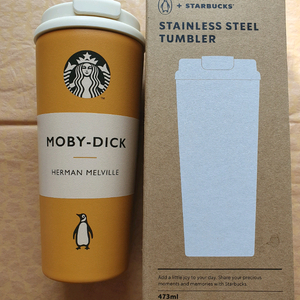 MOBY-DICK
HERMAN MELVILLE
+ STARBUCKS
STAINLESS STEEL
TUMBLER
Add a little joy to your day. Share your precious
moments and memories with Starbucks.
473ml